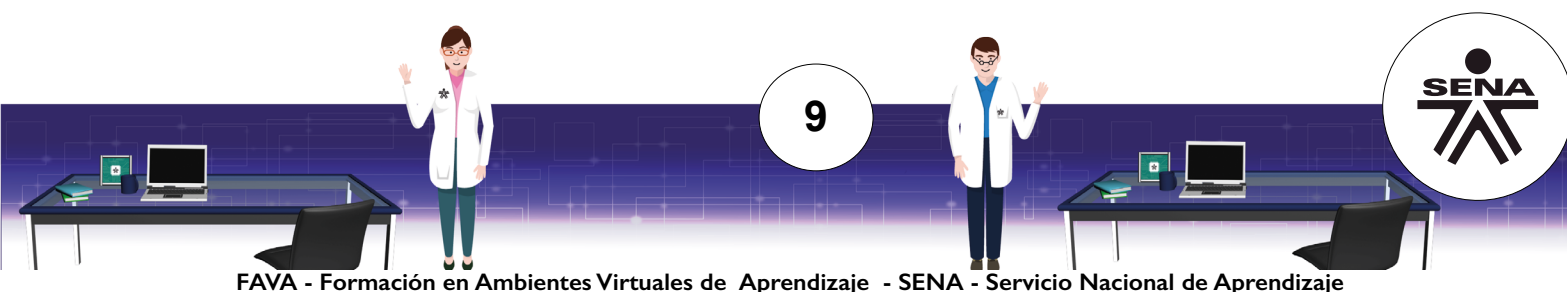 9
SENA
FAVA - Formación en Ambientes Virtuales de Aprendizaje - SENA - Servicio Nacional de Aprendizaje